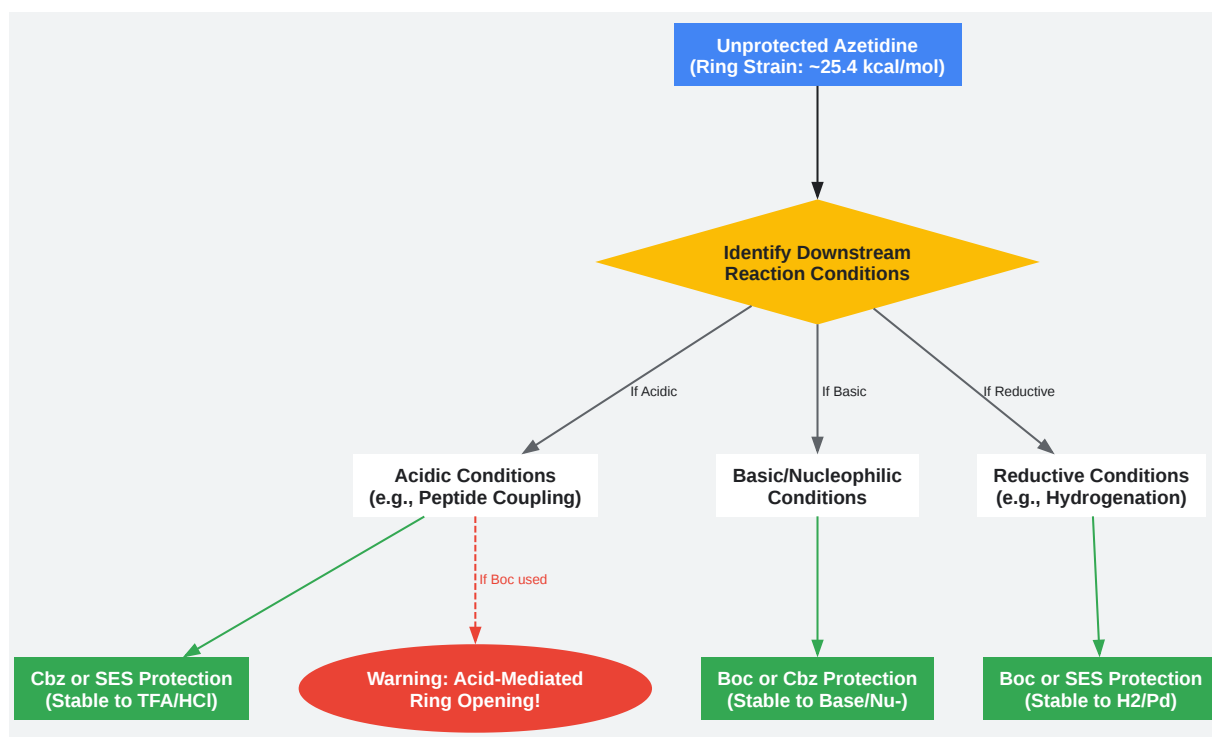 Unprotected Azetidine
(Ring Strain: ~25.4 kcal/mol)
Identify Downstream
Reaction Conditions
If Acidic
If Basic
If Reductive
Acidic Conditions
(e.g., Peptide Coupling)
Basic/Nucleophilic
Conditions
Reductive Conditions
(e.g., Hydrogenation)
If Boc used
Cbz or SES Protection
(Stable to TFA/HCl)
Warning: Acid-Mediated
Ring Opening!
Boc or Cbz Protection
(Stable to Base/Nu-)
Boc or SES Protection
(Stable to H2/Pd)